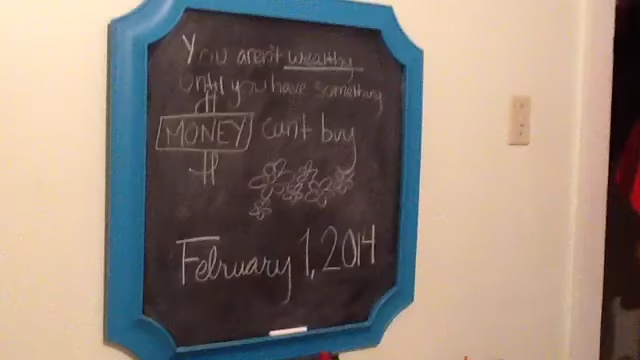 You aren't wealthy
Until you have something
MONEY can't buy
February 1, 2014